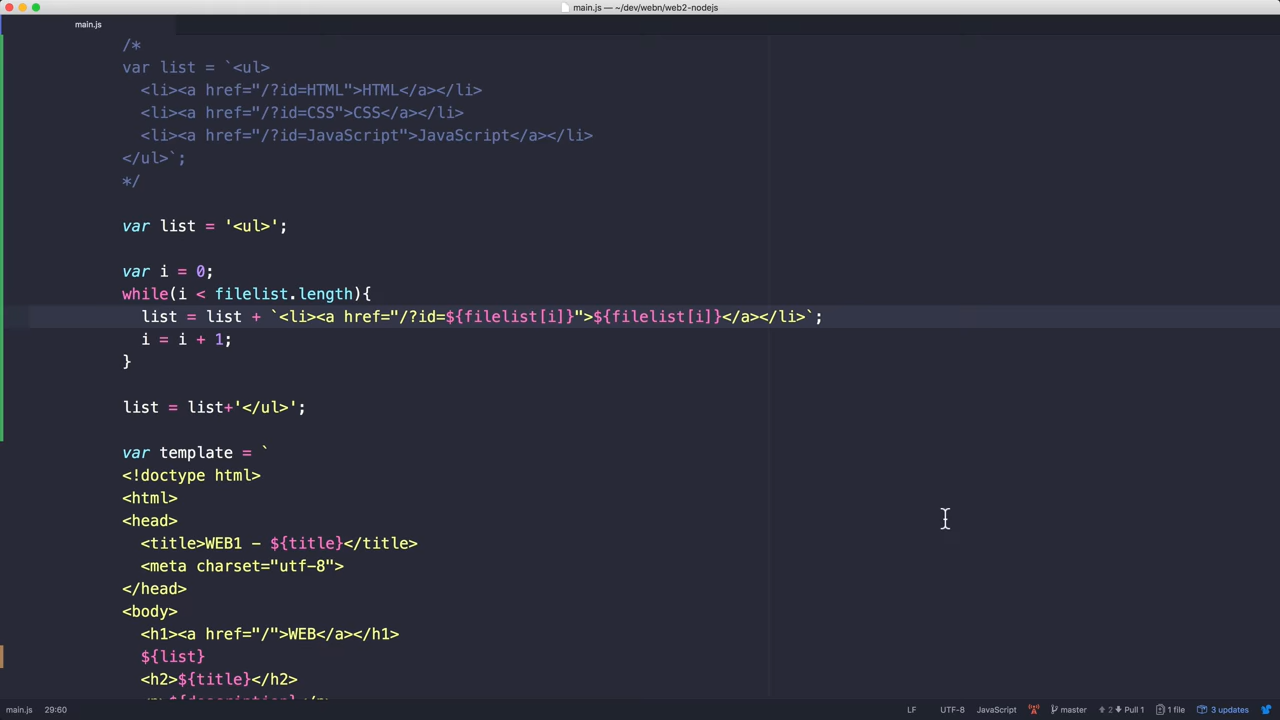 main.js — ~/dev/webn/web2-nodejs
main.js
/*
var list = `<ul>
  <li><a href="/?id=HTML">HTML</a></li>
  <li><a href="/?id=CSS">CSS</a></li>
  <li><a href="/?id=JavaScript">JavaScript</a></li>
</ul>`;
*/
var list = '<ul>';
var i = 0;
while(i < filelist.length){
  list = list + `<li><a href="/?id=${filelist[i]}">${filelist[i]}</a></li>`;
  i = i + 1;
}
list = list+'</ul>';
var template = `
<!doctype html>
<html>
<head>
  <title>WEB1 - ${title}</title>
  <meta charset="utf-8">
</head>
<body>
  <h1><a href="/">WEB</a></h1>
  ${list}
  <h2>${title}</h2>
main.js 29:60 LF UTF-8 JavaScript master 2 Pull 1 1 file 3 updates